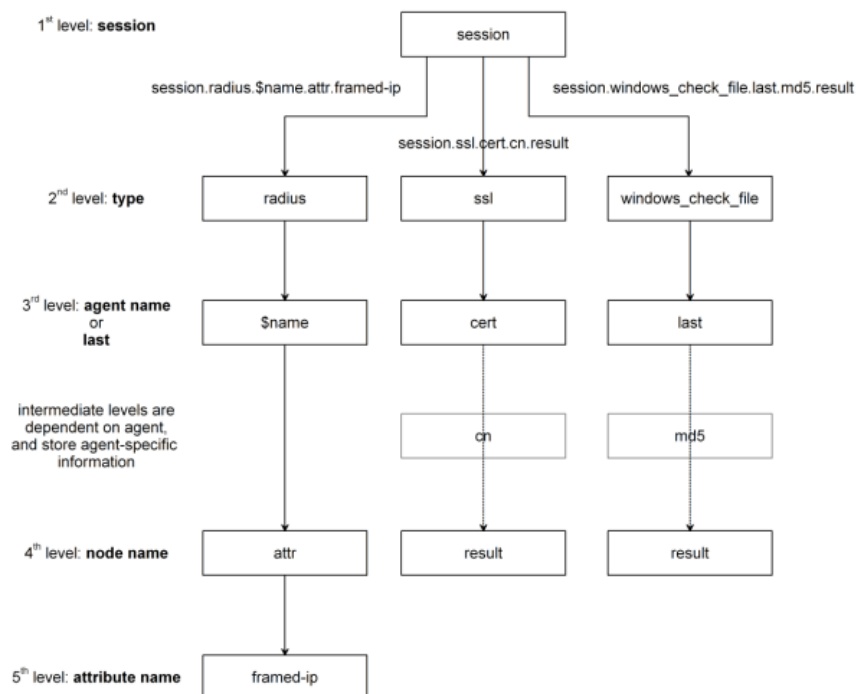 1st level: session
session
session.radius.$name.attr.framed-ip
session.windows_check_file.last.md5.result
session.ssl.cert.cn.result
2nd level: type
radius
ssl
windows_check_file
3rd level: agent name
or
last
$name
cert
last
intermediate levels are
dependent on agent,
and store agent-specific
information
cn
md5
4th level: node name
attr
result
result
5th level: attribute name
framed-ip